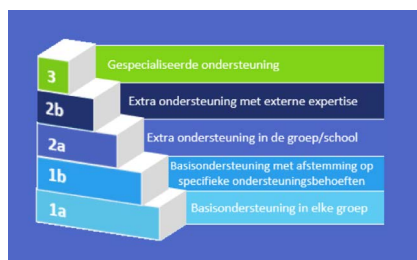 3 Gespecialiseerde ondersteuning
2b Extra ondersteuning met externe expertise
2a Extra ondersteuning in de groep/school
1b Basisondersteuning met afstemming op
specifieke ondersteuningsbehoeften
1a Basisondersteuning in elke groep